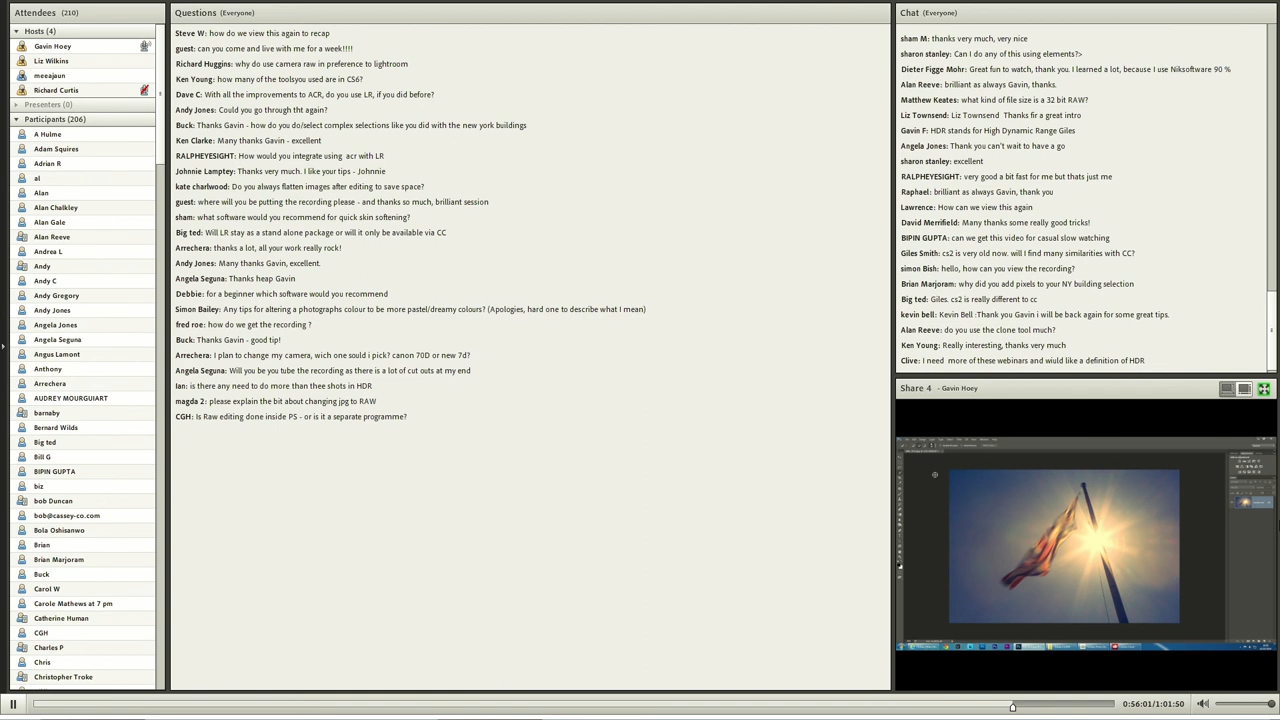 Attendees (210)
Hosts (4)
Gavin Hoey
Liz Wilkins
meeajaun
Richard Curtis
Presenters (0)
Participants (206)
A Hulme
Adam Squires
Adrian R
al
Alan
Alan Chalkley
Alan Gale
Alan Reeve
Andrea L
Andy
Andy C
Andy Gregory
Andy Jones
Angela Jones
Angela Seguna
Angus Lamont
Anthony
Arrechera
AUDREY MOURGUIART
barnaby
Bernard Wilds
Big ted
Bill G
BIPIN GUPTA
biz
bob Duncan
bob@cassey-co.com
Bola Oshisanwo
Brian
Brian Marjoram
Buck
Carol W
Carole Mathews at 7 pm
Catherine Human
CGH
Charles P
Chris
Christopher Troke
Questions (Everyone)
Steve W: how do we view this again to recap
guest: can you come and live with me for a week!!!!
Richard Huggins: why do use camera raw in preference to lightroom
Ken Young: how many of the toolsyou used are in CS6?
Dave C: With all the improvements to ACR, do you use LR, if you did before?
Andy Jones: Could you go through tht again?
Buck: Thanks Gavin - how do you do/select complex selections like you did with the new york buildings
Ken Clarke: Many thanks Gavin - excellent
RALPHEYESIGHT: How would you integrate using  acr with LR
Johnnie Lamptey: Thanks very much. I like your tips - Johnnie
kate charlwood: Do you always flatten images after editing to save space?
guest: where will you be putting the recording please - and thanks so much, brilliant session
sham: what software would you recommend for quick skin softening?
Big ted: Will LR stay as a stand alone package or will it only be available via CC
Arrechera: thanks a lot, all your work really rock!
Andy Jones: Many thanks Gavin, excellent.
Angela Seguna: Thanks heap Gavin
Debbie: for a beginner which software would you recommend
Simon Bailey: Any tips for altering a photographs colour to be more pastel/dreamy colours? (Apologies, hard one to describe what I mean)
fred roe: how do we get the recording ?
Buck: Thanks Gavin - good tip!
Arrechera: I plan to change my camera, wich one sould i pick? canon 70D or new 7d?
Angela Seguna: Will you be you tube the recording as there is a lot of cut outs at my end
Ian: is there any need to do more than thee shots in HDR
magda 2: please explain the bit about changing jpg to RAW
CGH: Is Raw editing done inside PS - or is it a separate programme?
Chat (Everyone)
sham M: thanks very much, very nice
sharon stanley: Can I do any of this using elements?>
Dieter Figge Mohr: Great fun to watch, thank you. I learned a lot, because I use Niksoftware 90 %
Alan Reeve: brilliant as always Gavin, thanks.
Matthew Keates: what kind of file size is a 32 bit RAW?
Liz Townsend: Liz Townsend  Thanks fir a great intro
Gavin F: HDR stands for High Dynamic Range Giles
Angela Jones: Thank you can't wait to have a go
sharon stanley: excellent
RALPHEYESIGHT: very good a bit fast for me but thats just me
Raphael: brilliant as always Gavin, thank you
Lawrence: How can we view this again
David Merrifield: Many thanks some really good tricks!
BIPIN GUPTA: can we get this video for casual slow watching
Giles Smith: cs2 is very old now. will I find many similarities with CC?
simon Bish: hello, how can you view the recording?
Brian Marjoram: why did you add pixels to your NY building selection
Big ted: Giles. cs2 is really different to cc
kevin bell: Kevin Bell :Thank you Gavin i will be back again for some great tips.
Alan Reeve: do you use the clone tool much?
Ken Young: Really interesting, thanks very much
Clive: I need  more of these webinars and wiuld like a definition of HDR
Share 4 - Gavin Hoey
0:56:01/1:01:50